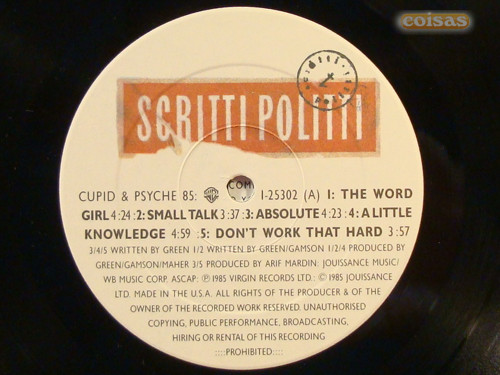 coisas
scritti politti
SCRITTI POLITTI
CUPID & PSYCHE 85: WB COM 1-25302 (A) 1: THE WORD
GIRL 4:24 :2: SMALL TALK 3:37 :3: ABSOLUTE 4:23 :4: A LITTLE
KNOWLEDGE 4:59 :5: DON'T WORK THAT HARD 3:57
3/4/5 WRITTEN BY GREEN 1/2 WRITTEN BY GREEN/GAMSON 1/2/4 PRODUCED BY
GREEN/GAMSON/MAHER 3/5 PRODUCED BY ARIF MARDIN. JOUISSANCE MUSIC/
WB MUSIC CORP. ASCAP: ℗ 1985 VIRGIN RECORDS LTD.: © 1985 JOUISSANCE
LTD. MADE IN THE U.S.A. ALL RIGHTS OF THE PRODUCER & OF THE
OWNER OF THE RECORDED WORK RESERVED. UNAUTHORISED
COPYING, PUBLIC PERFORMANCE, BROADCASTING,
HIRING OR RENTAL OF THIS RECORDING
::::PROHIBITED::::